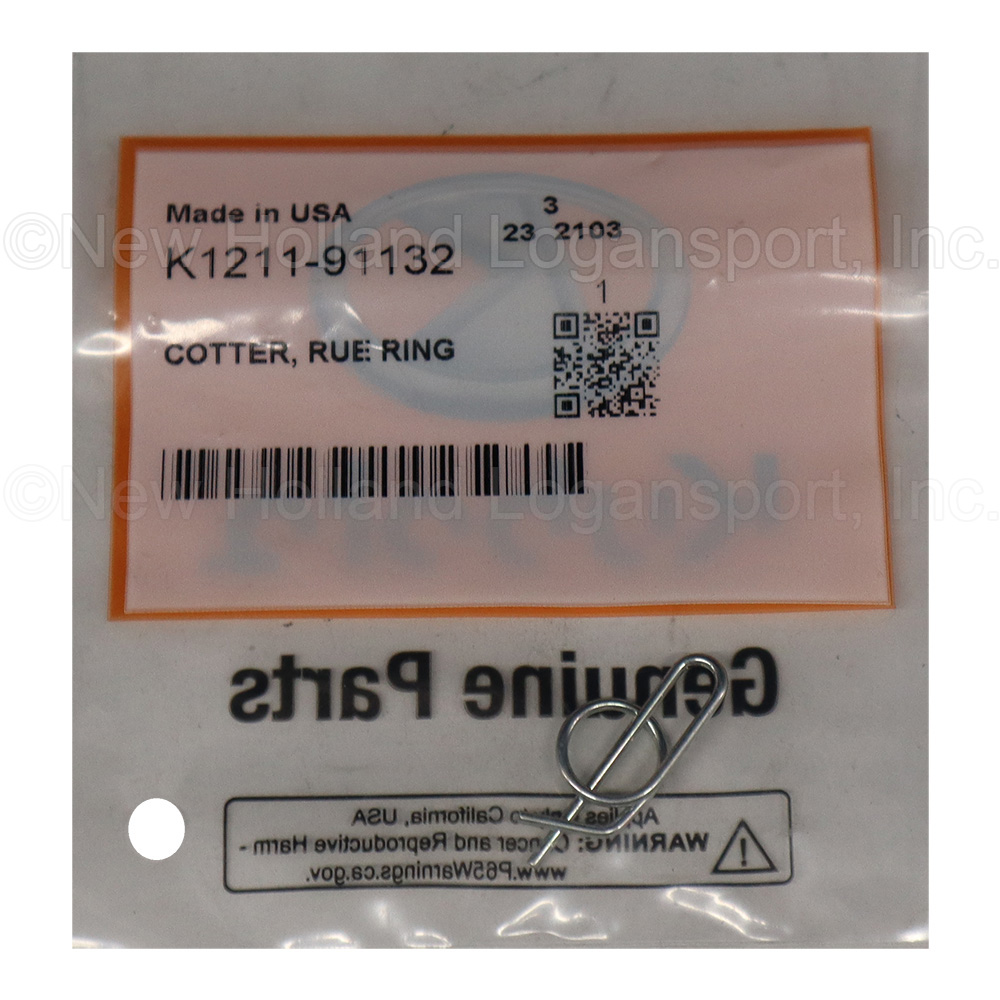 Made in USA
3
23 2103
K1211-91132
1
COTTER, RUE RING
©New Holland Logansport, Inc.
©New Holland Logansport, Inc.
Genuine Parts
Applies only to California, USA
WARNING: Cancer and Reproductive Harm -
www.P65Warnings.ca.gov.